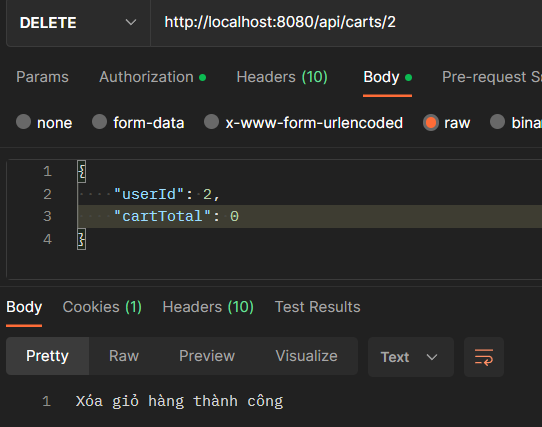 DELETE http://localhost:8080/api/carts/2
Params Authorization Headers (10) Body Pre-request S
none form-data x-www-form-urlencoded raw bina
1 {
2 "userId": 2,
3 "cartTotal": 0
4 }
Body Cookies (1) Headers (10) Test Results
Pretty Raw Preview Visualize Text
1 Xóa giỏ hàng thành công